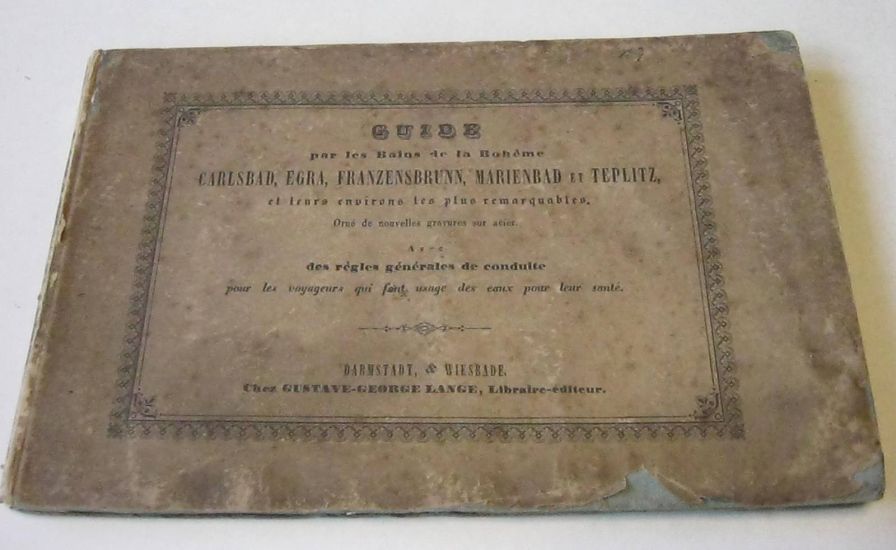 GUIDE
par les Bains de la Bohême
CARLSBAD, EGRA, FRANZENSBRUNN, MARIENBAD ET TEPLITZ,
et leurs environs les plus remarquables.
Orné de nouvelles gravures sur acier.
Avec
des règles générales de conduite
pour les voyageurs qui font usage des eaux pour leur santé.
DARMSTADT, & WIESBADE.
Chez GUSTAVE-GEORGE LANGE, Libraire-éditeur.